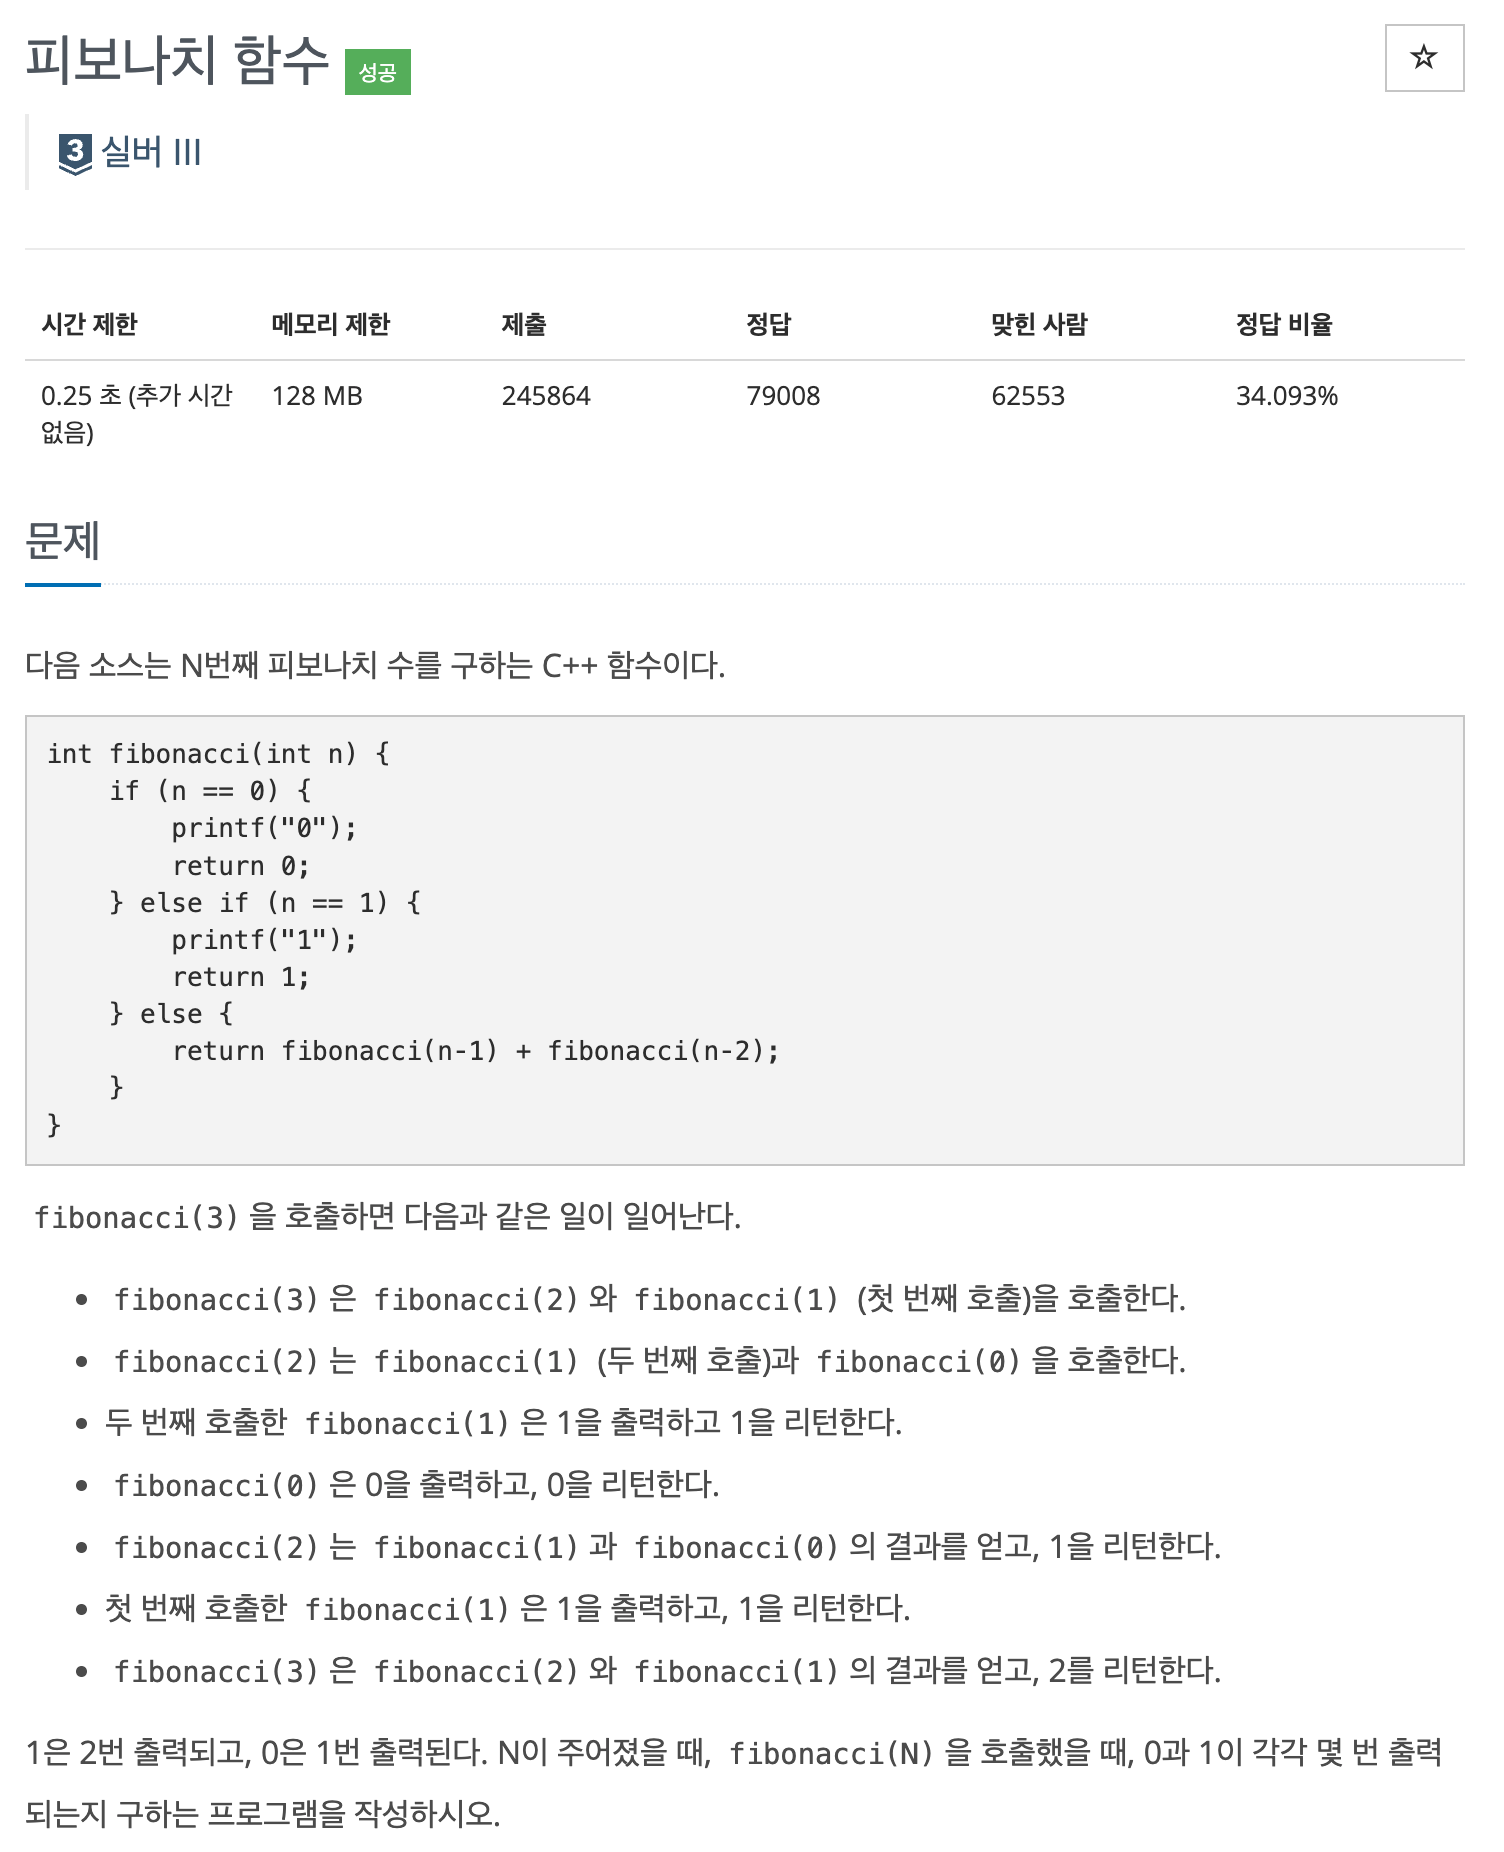 피보나치 함수 성공
☆
3 실버 III
시간 제한 메모리 제한 제출 정답 맞힌 사람 정답 비율
0.25 초 (추가 시간 128 MB 245864 79008 62553 34.093%
없음)
문제
다음 소스는 N번째 피보나치 수를 구하는 C++ 함수이다.
int fibonacci(int n) {
    if (n == 0) {
        printf("0");
        return 0;
    } else if (n == 1) {
        printf("1");
        return 1;
    } else {
        return fibonacci(n-1) + fibonacci(n-2);
    }
}
fibonacci(3)을 호출하면 다음과 같은 일이 일어난다.
• fibonacci(3)은 fibonacci(2)와 fibonacci(1) (첫 번째 호출)을 호출한다.
• fibonacci(2)는 fibonacci(1) (두 번째 호출)과 fibonacci(0)을 호출한다.
• 두 번째 호출한 fibonacci(1)은 1을 출력하고 1을 리턴한다.
• fibonacci(0)은 0을 출력하고, 0을 리턴한다.
• fibonacci(2)는 fibonacci(1)과 fibonacci(0)의 결과를 얻고, 1을 리턴한다.
• 첫 번째 호출한 fibonacci(1)은 1을 출력하고, 1을 리턴한다.
• fibonacci(3)은 fibonacci(2)와 fibonacci(1)의 결과를 얻고, 2를 리턴한다.
1은 2번 출력되고, 0은 1번 출력된다. N이 주어졌을 때, fibonacci(N)을 호출했을 때, 0과 1이 각각 몇 번 출력
되는지 구하는 프로그램을 작성하시오.